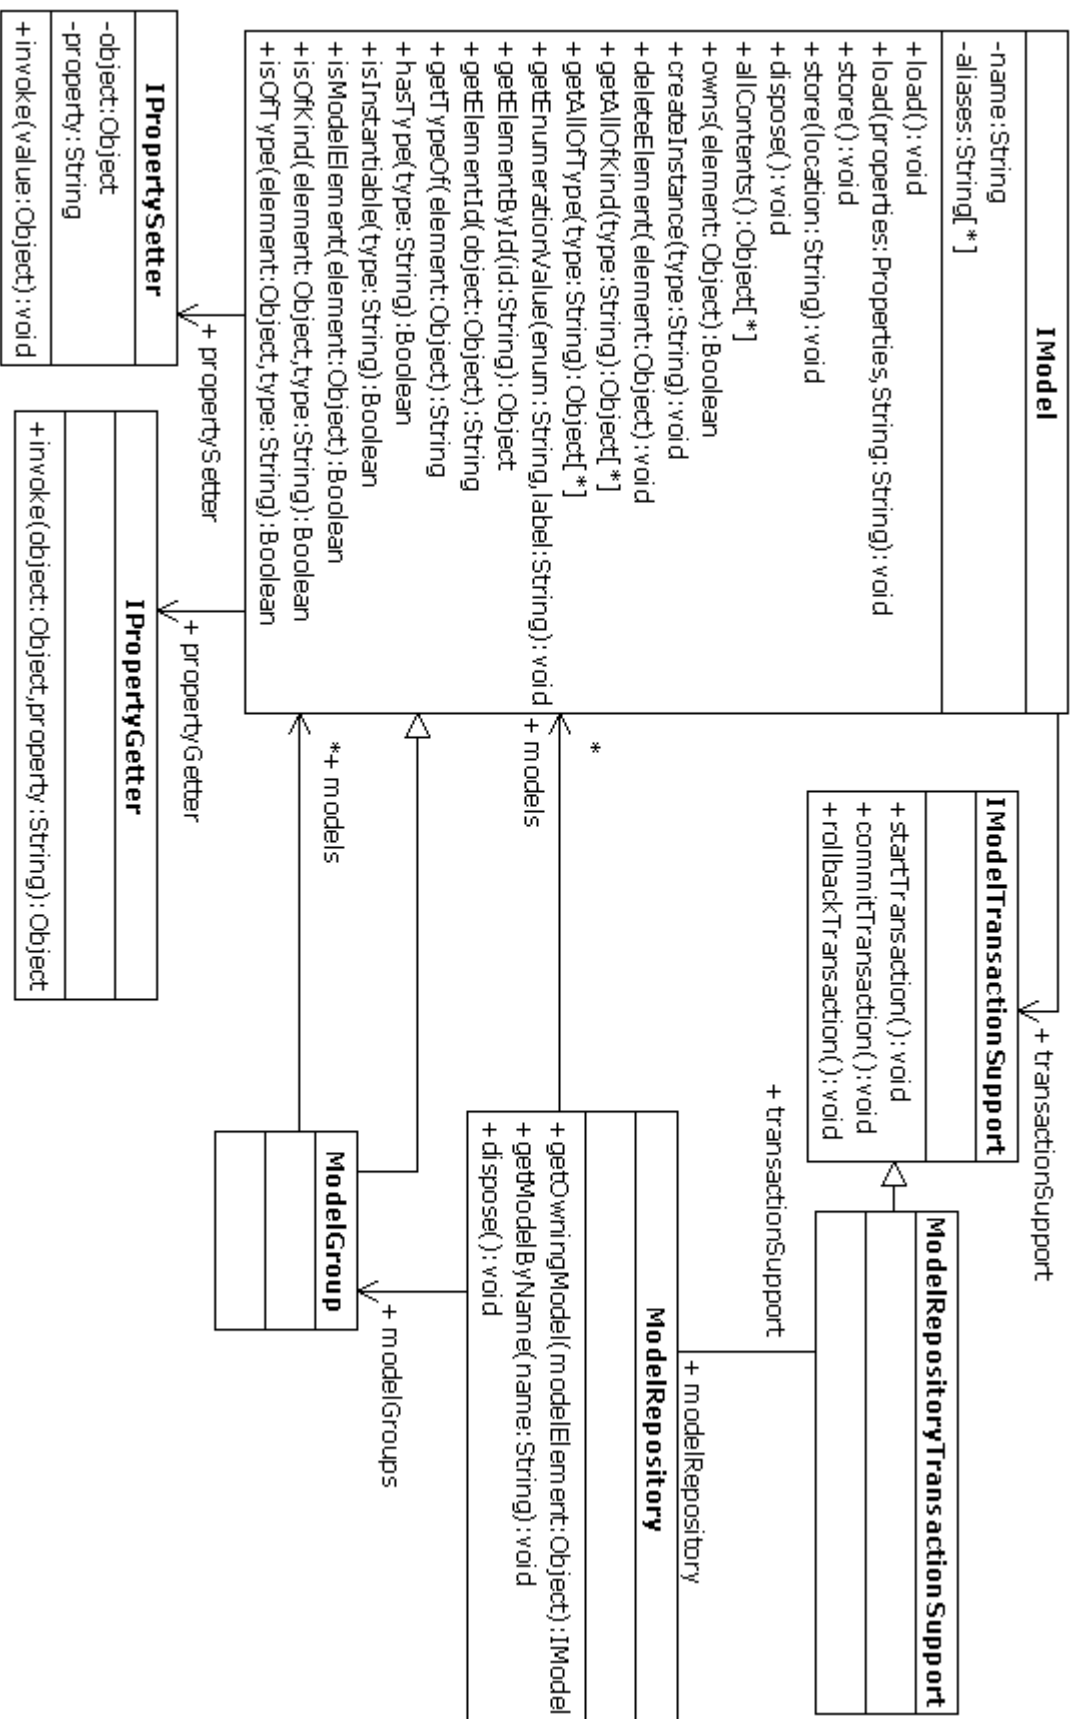 IModel
-name:String
-aliases:String[*]
+load():void
+load(properties:Properties,String:String):void
+store():void
+store(location:String):void
+dispose():void
+allContents():Object[*]
+owns(element:Object):Boolean
+createInstance(type:String):void
+deleteElement(element:Object):void
+getAllOfKind(type:String):Object[*]
+getAllOfType(type:String):Object[*]
+getEnumerationValue(enum:String,label:String):void
+getElementById(id:String):Object
+getElementId(object:Object):String
+getTypeOf(element:Object):String
+hasType(type:String):Boolean
+isInstantiable(type:String):Boolean
+isModelElement(element:Object):Boolean
+isOfKind(element:Object,type:String):Boolean
+isOfType(element:Object,type:String):Boolean
+ transactionSupport
IModelTransactionSupport
+startTransaction():void
+commitTransaction():void
+rollbackTransaction():void
ModelRepositoryTransactionSupport
+ transactionSupport
+ modelRepository
ModelRepository
+getOwningModel(modelElement:Object):IModel
+getModelByName(name:String):void
+dispose():void
*
+ models
+ modelGroups
ModelGroup
*+ models
+ propertySetter
IPropertySetter
-object:Object
-property:String
+invoke(value:Object):void
+ propertyGetter
IPropertyGetter
+invoke(object:Object,property:String):Object